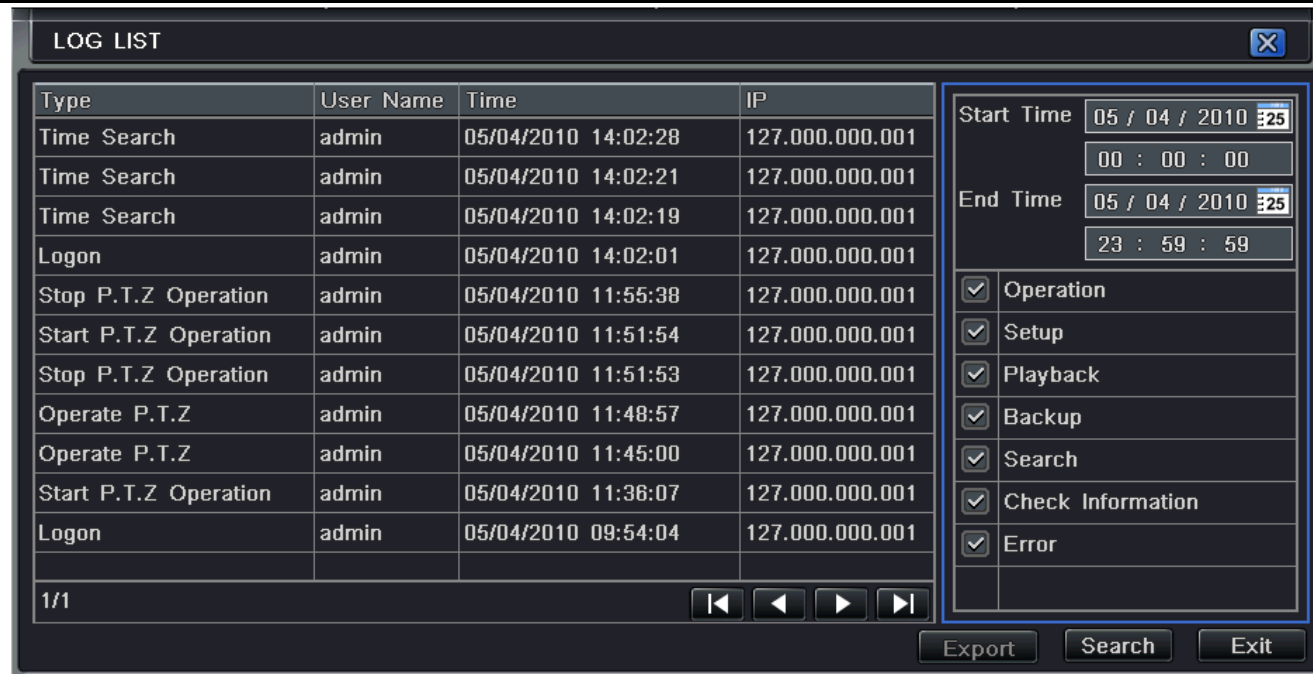 LOG LIST
Type User Name Time IP
Time Search admin 05/04/2010 14:02:28 127.000.000.001
Time Search admin 05/04/2010 14:02:21 127.000.000.001
Time Search admin 05/04/2010 14:02:19 127.000.000.001
Logon admin 05/04/2010 14:02:01 127.000.000.001
Stop P.T.Z Operation admin 05/04/2010 11:55:38 127.000.000.001
Start P.T.Z Operation admin 05/04/2010 11:51:54 127.000.000.001
Stop P.T.Z Operation admin 05/04/2010 11:51:53 127.000.000.001
Operate P.T.Z admin 05/04/2010 11:48:57 127.000.000.001
Operate P.T.Z admin 05/04/2010 11:45:00 127.000.000.001
Start P.T.Z Operation admin 05/04/2010 11:36:07 127.000.000.001
Logon admin 05/04/2010 09:54:04 127.000.000.001
1/1
Start Time 05 / 04 / 2010 25
00 : 00 : 00
End Time 05 / 04 / 2010 25
23 : 59 : 59
Operation
Setup
Playback
Backup
Search
Check Information
Error
Export Search Exit